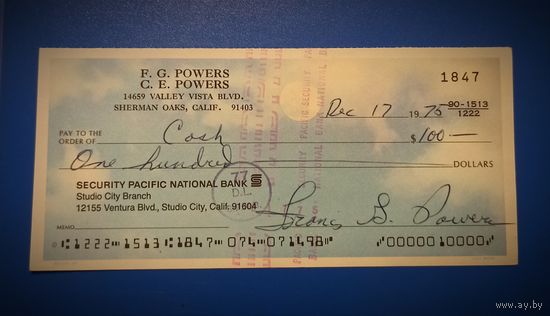 F. G. POWERS
C. E. POWERS
14659 VALLEY VISTA BLVD.
SHERMAN OAKS, CALIF. 91403
1847
Dec 17 1975
90-1513
1222
PAY TO THE
ORDER OF Cash $100—
One hundred DOLLARS
SECURITY PACIFIC NATIONAL BANK
Studio City Branch
12155 Ventura Blvd., Studio City, Calif. 91604
77
D.L.
MEMO Francis G. Powers
1222 1513 1847 074 071498 0000010000
www.ay.by